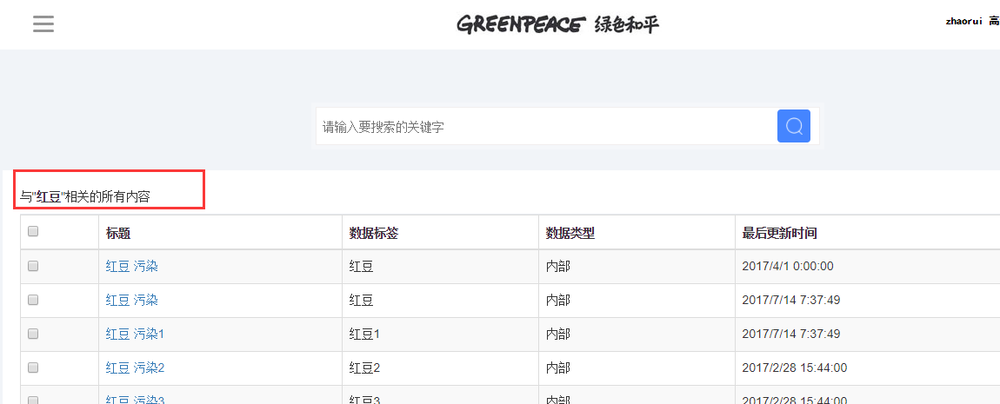 GREENPEACE 绿色和平
zhaorui 高
请输入要搜索的关键字
与"红豆"相关的所有内容
标题 数据标签 数据类型 最后更新时间
红豆 污染 红豆 内部 2017/4/1 0:00:00
红豆 污染 红豆 内部 2017/7/14 7:37:49
红豆 污染1 红豆1 内部 2017/7/14 7:37:49
红豆 污染2 红豆2 内部 2017/2/28 15:44:00
红豆 污染3 红豆3 内部 2017/2/28 15:44:00